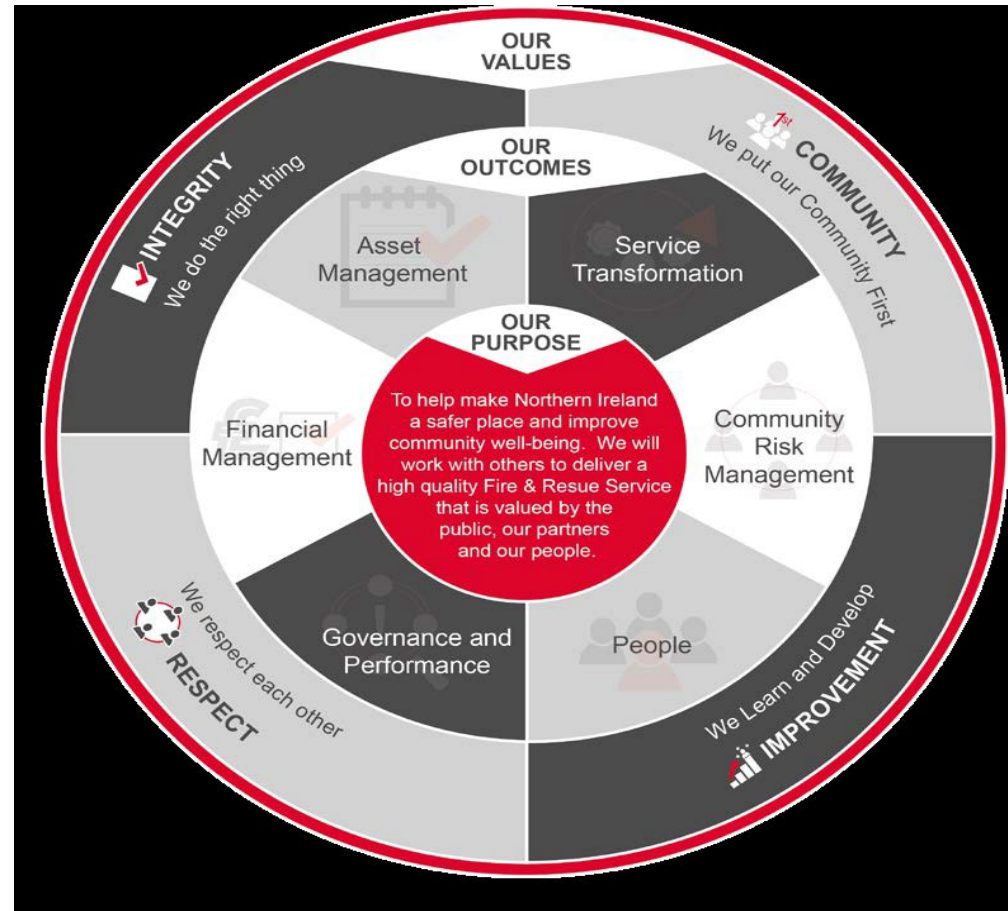 OUR
VALUES
INTEGRITY
We do the right thing
1st
COMMUNITY
We put our Community First
OUR
OUTCOMES
Asset
Management
Service
Transformation
OUR
PURPOSE
To help make Northern Ireland
a safer place and improve
community well-being. We will
work with others to deliver a
high quality Fire & Resue Service
that is valued by the
public, our partners
and our people.
Financial
Management
Community
Risk
Management
Governance and
Performance
People
We respect each other
RESPECT
We Learn and Develop
IMPROVEMENT